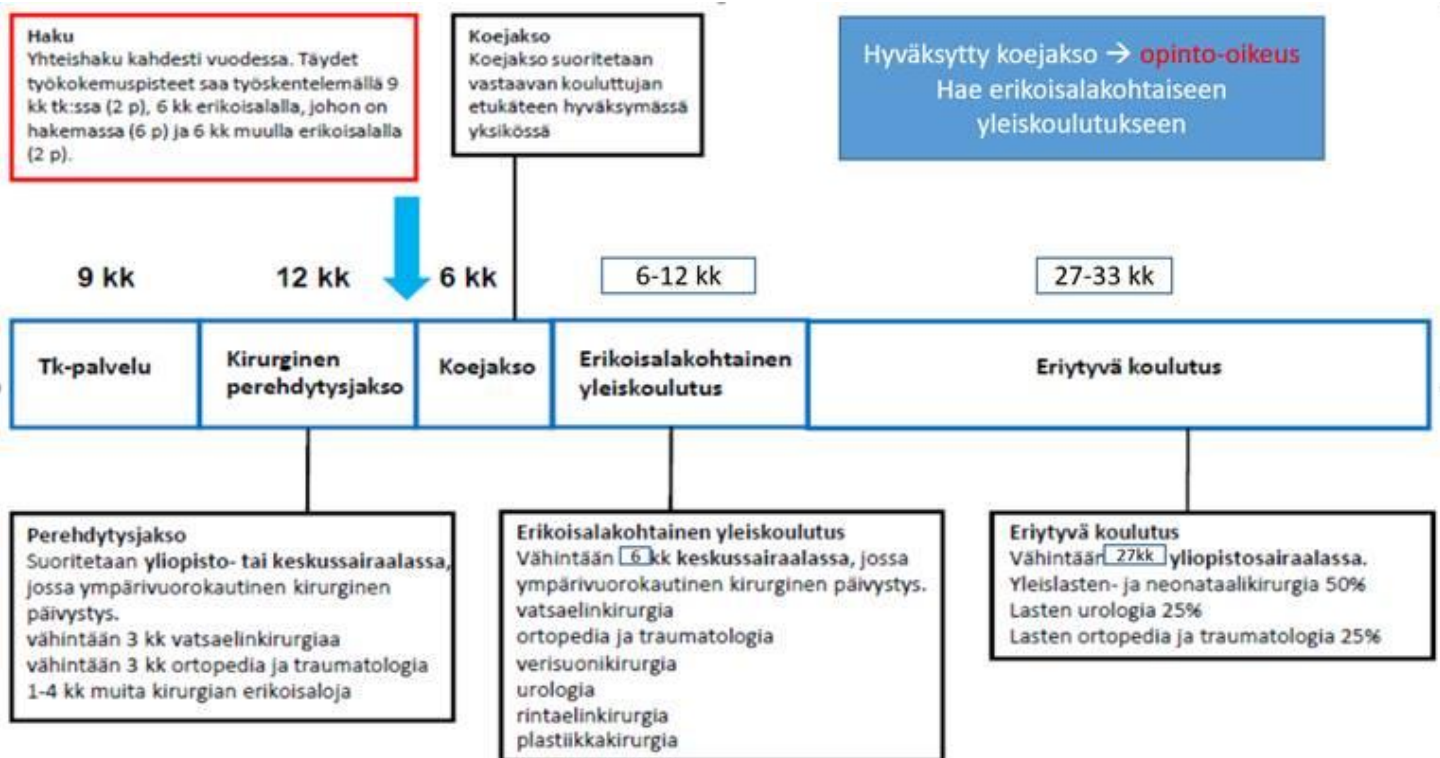 Haku
Yhteishaku kahdesti vuodessa. Täydet
työkokemuspisteet saa työskentelemällä 9
kk tk:ssa (2 p), 6 kk erikoisalalla, johon on
hakemassa (6 p) ja 6 kk muulla erikoisalalla
(2 p).
Koejakso
Koejakso suoritetaan
vastaavan kouluttujan
etukäteen hyväksymässä
yksikössä
Hyväksytty koejakso → opinto-oikeus
Hae erikoisalakohtaiseen
yleiskoulutukseen
9 kk
12 kk
6 kk
6-12 kk
27-33 kk
Tk-palvelu
Kirurginen
perehdytysjakso
Koejakso
Erikoisalakohtainen
yleiskoulutus
Eriytyvä koulutus
Perehdytysjakso
Suoritetaan yliopisto- tai keskussairaalassa,
jossa ympärivuorokautinen kirurginen
päivystys.
vähintään 3 kk vatsaelinkirurgiaa
vähintään 3 kk ortopedia ja traumatologia
1-4 kk muita kirurgian erikoisaloja
Erikoisalakohtainen yleiskoulutus
Vähintään 6 kk keskussairaalassa, jossa
ympärivuorokautinen kirurginen päivystys.
vatsaelinkirurgia
ortopedia ja traumatologia
verisuonikirurgia
urologia
rintaelinkirurgia
plastiikkakirurgia
Eriytyvä koulutus
Vähintään 27kk yliopistosairaalassa.
Yleislasten- ja neonataalikirurgia 50%
Lasten urologia 25%
Lasten ortopedia ja traumatologia 25%